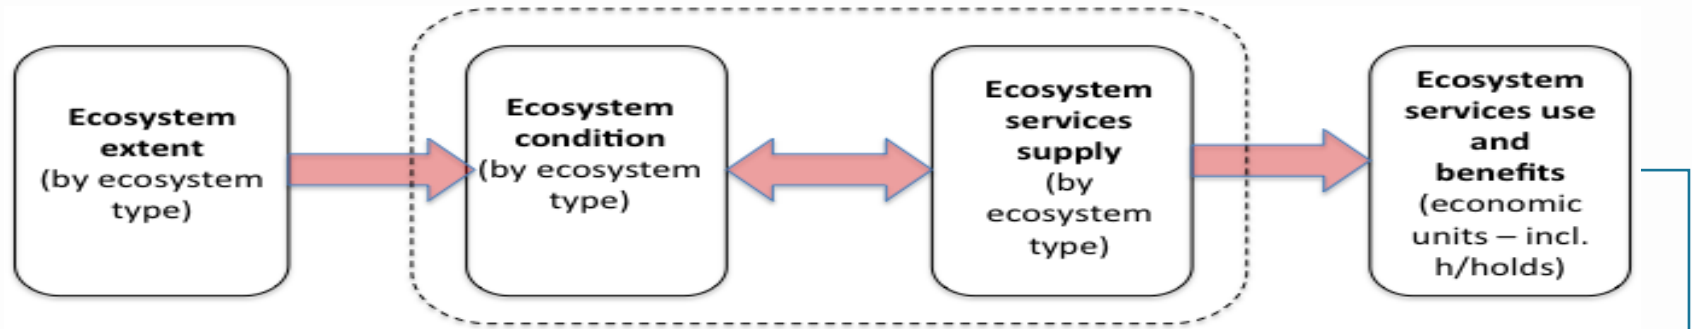 Ecosystem
extent
(by ecosystem
type)
Ecosystem
condition
(by ecosystem
type)
Ecosystem
services
supply
(by
ecosystem
type)
Ecosystem
services use
and
benefits
(economic
units – incl.
h/holds)